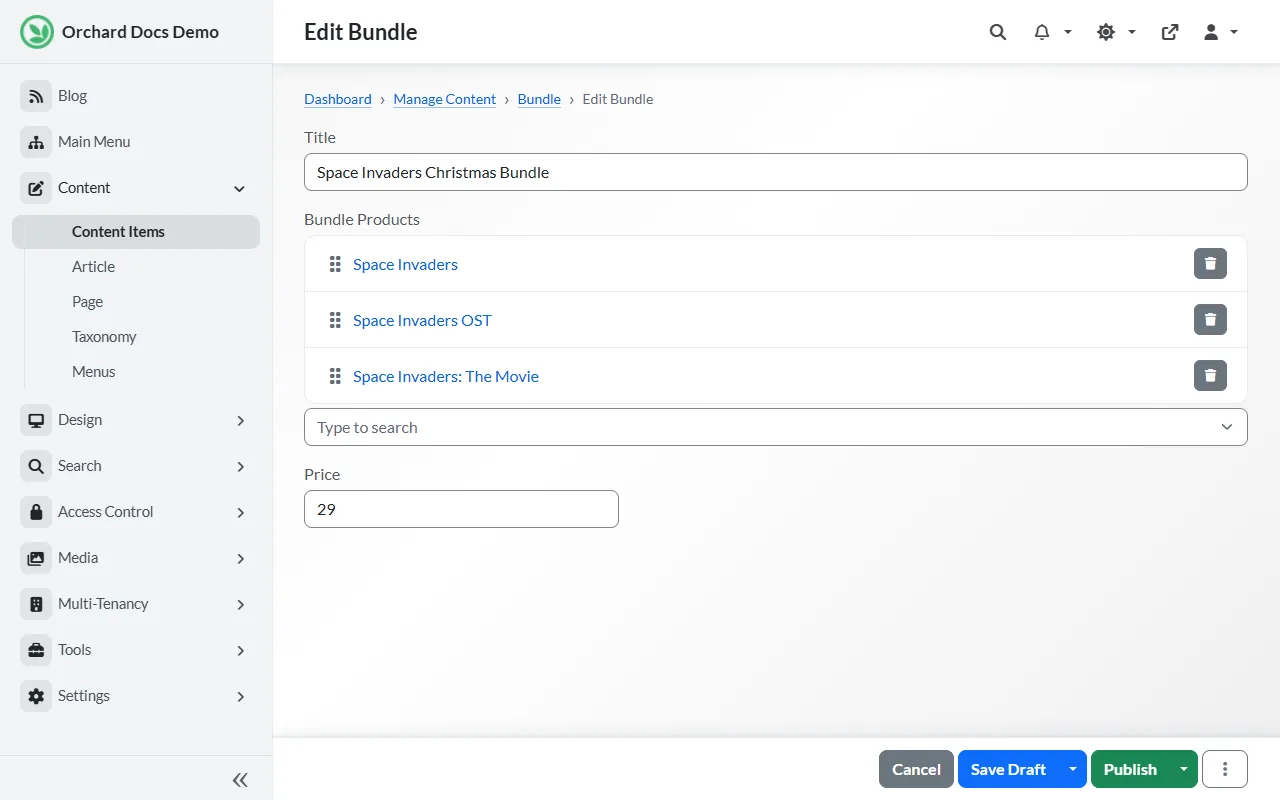 Orchard Docs Demo
Edit Bundle
Blog
Main Menu
Content
Content Items
Article
Page
Taxonomy
Menus
Design
Search
Access Control
Media
Multi-Tenancy
Tools
Settings
Dashboard › Manage Content › Bundle › Edit Bundle
Title
Space Invaders Christmas Bundle
Bundle Products
Space Invaders
Space Invaders OST
Space Invaders: The Movie
Type to search
Price
29
Cancel
Save Draft
Publish